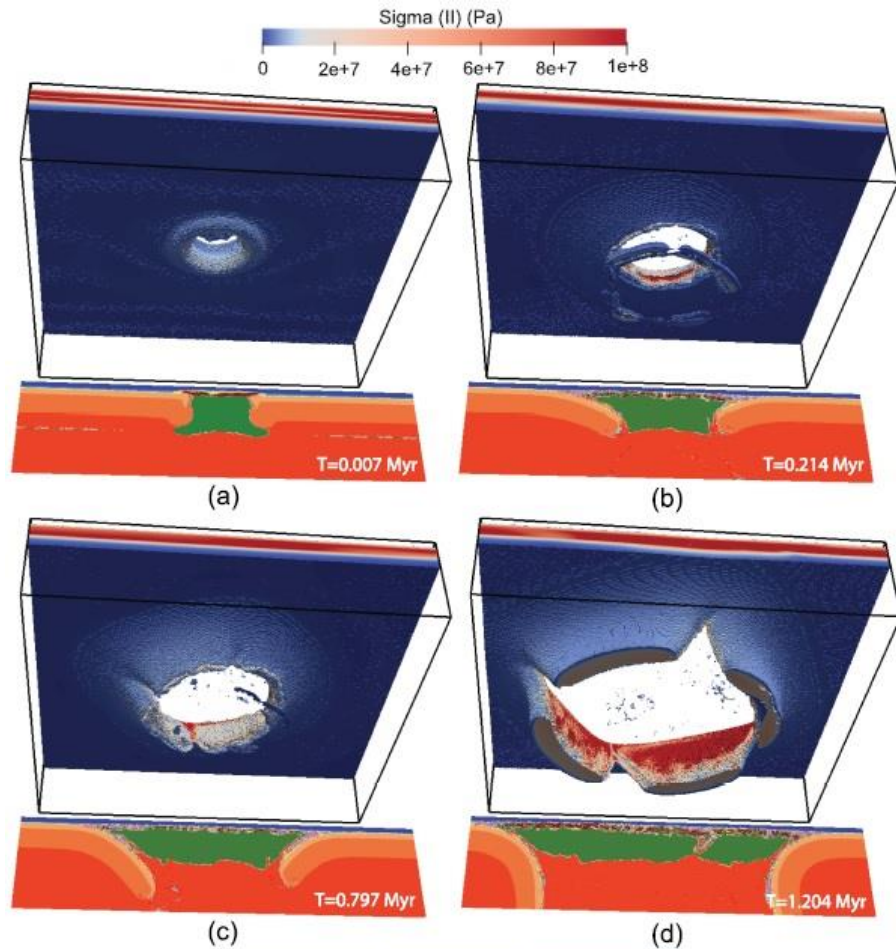 Sigma (II) (Pa)
0 2e+7 4e+7 6e+7 8e+7 1e+8
T=0.007 Myr
T=0.214 Myr
(a) (b)
T=0.797 Myr
T=1.204 Myr
(c) (d)